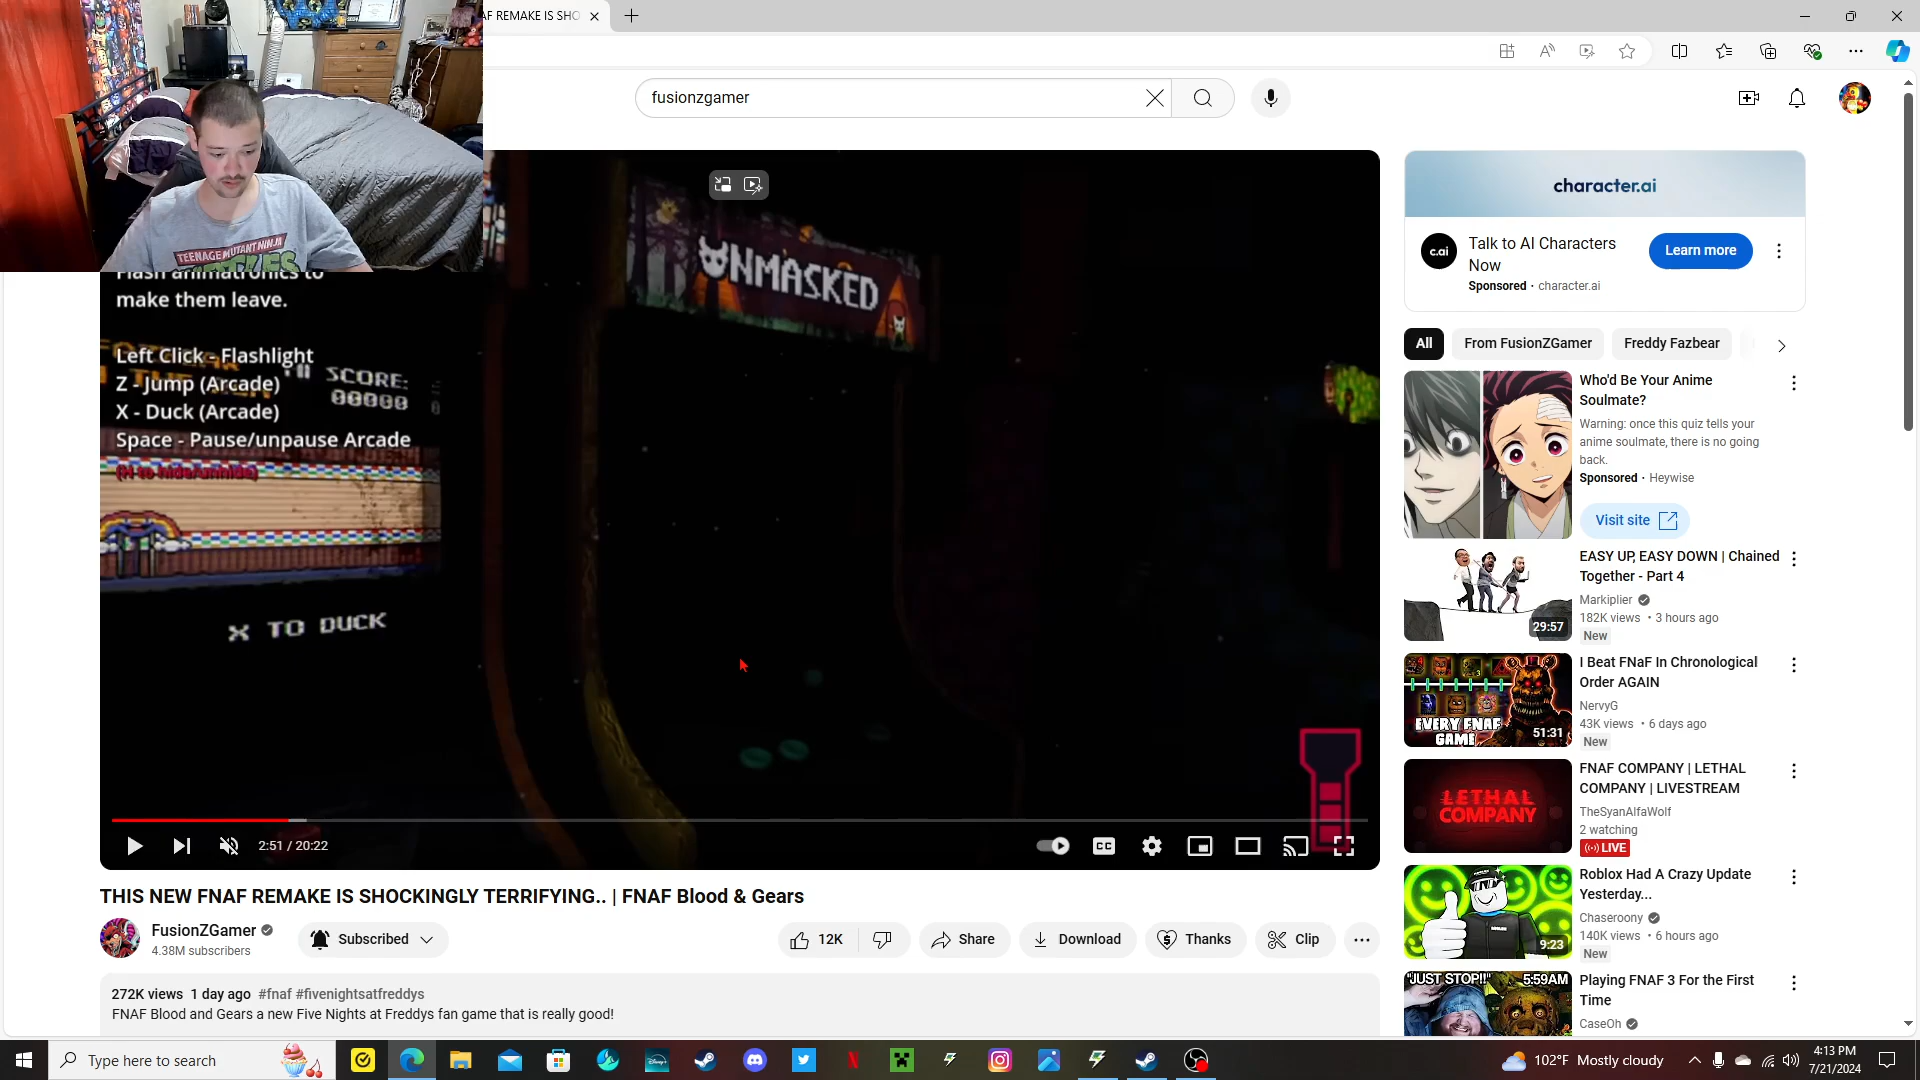 AF REMAKE IS SHO
fusionzgamer
TEENAGE MUTANT NINJA
TURTLES
UNMASKED
Flash animatronics to
make them leave.
Left Click - Flashlight
Z - Jump (Arcade)
X - Duck (Arcade)
Space - Pause/unpause Arcade
(H to hide/unhide)
SCORE:
00000
X TO DUCK
2:51 / 20:22
CC
THIS NEW FNAF REMAKE IS SHOCKINGLY TERRIFYING.. | FNAF Blood & Gears
FusionZGamer
4.38M subscribers
Subscribed
12K
Share
Download
Thanks
Clip
272K views 1 day ago #fnaf #fivenightsatfreddys
FNAF Blood and Gears a new Five Nights at Freddys fan game that is really good!
character.ai
c.ai
Talk to AI Characters
Now
Sponsored · character.ai
Learn more
All
From FusionZGamer
Freddy Fazbear
Who'd Be Your Anime
Soulmate?
Warning: once this quiz tells your
anime soulmate, there is no going
back.
Sponsored · Heywise
Visit site
29:57
EASY UP, EASY DOWN | Chained
Together - Part 4
Markiplier
182K views • 3 hours ago
New
EVERY FNAF
GAME
51:31
I Beat FNaF In Chronological
Order AGAIN
NervyG
43K views • 6 days ago
New
LETHAL
COMPANY
FNAF COMPANY | LETHAL
COMPANY | LIVESTREAM
TheSyanAlfaWolf
2 watching
LIVE
9:23
Roblox Had A Crazy Update
Yesterday...
Chaseroony
140K views • 6 hours ago
New
"JUST STOP!!"
5:59AM
Playing FNAF 3 For the First
Time
CaseOh
Type here to search
102°F Mostly cloudy
4:13 PM
7/21/2024